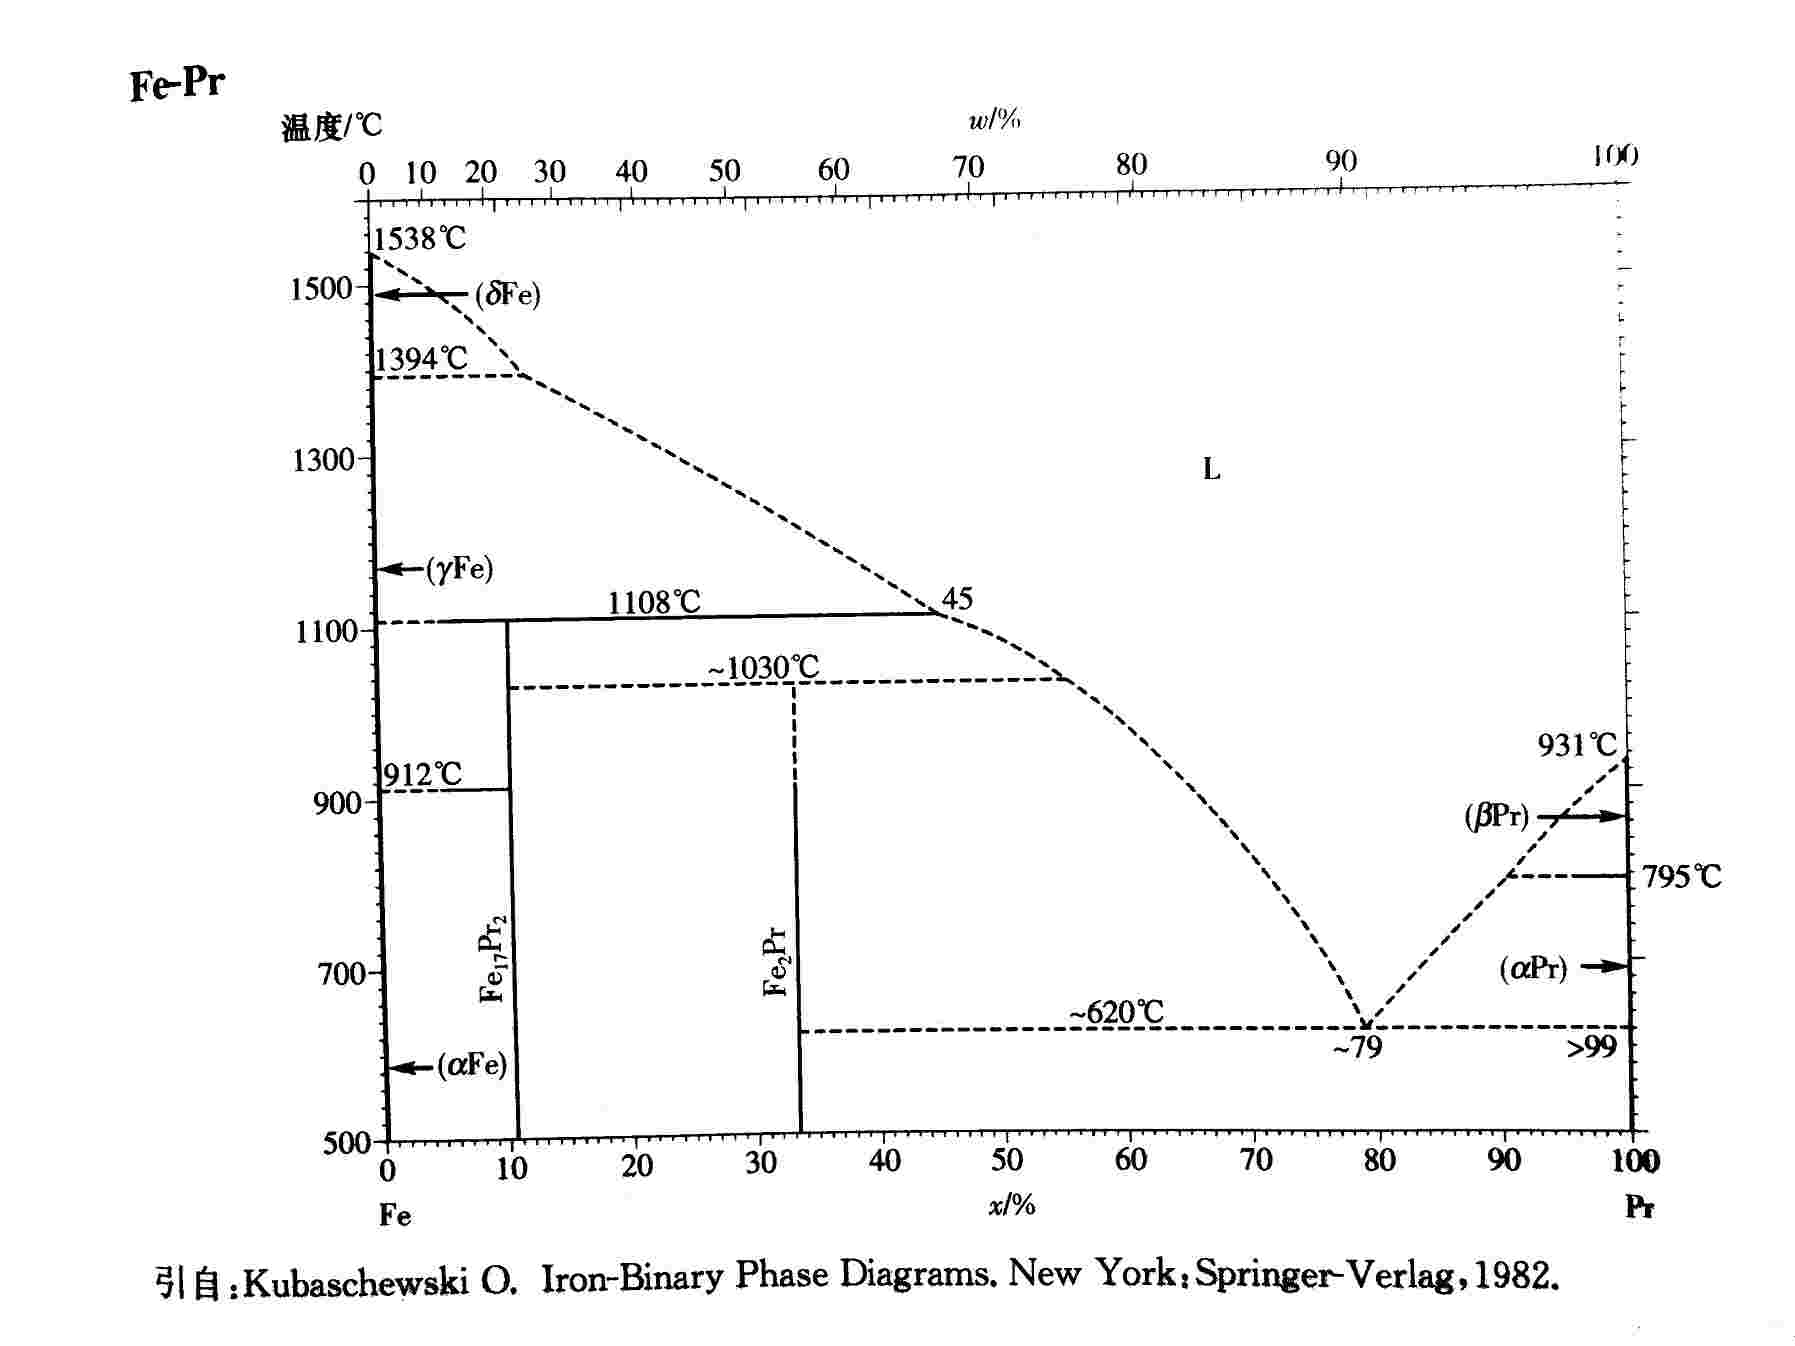 Fe-Pr
温度/℃
w/%
0 10 20 30 40 50 60 70 80 90 100
1538℃
1500
(δFe)
1394℃
1300
L
(γFe)
1108℃
45
1100
~1030℃
931℃
912℃
900
(βPr)
795℃
Fe17Pr2
Fe2Pr
700
(αPr)
~620℃
~79
>99
(αFe)
500
0 10 20 30 40 50 60 70 80 90 100
Fe
x/%
Pr
引自:Kubaschewski O. Iron-Binary Phase Diagrams. New York:Springer-Verlag,1982.